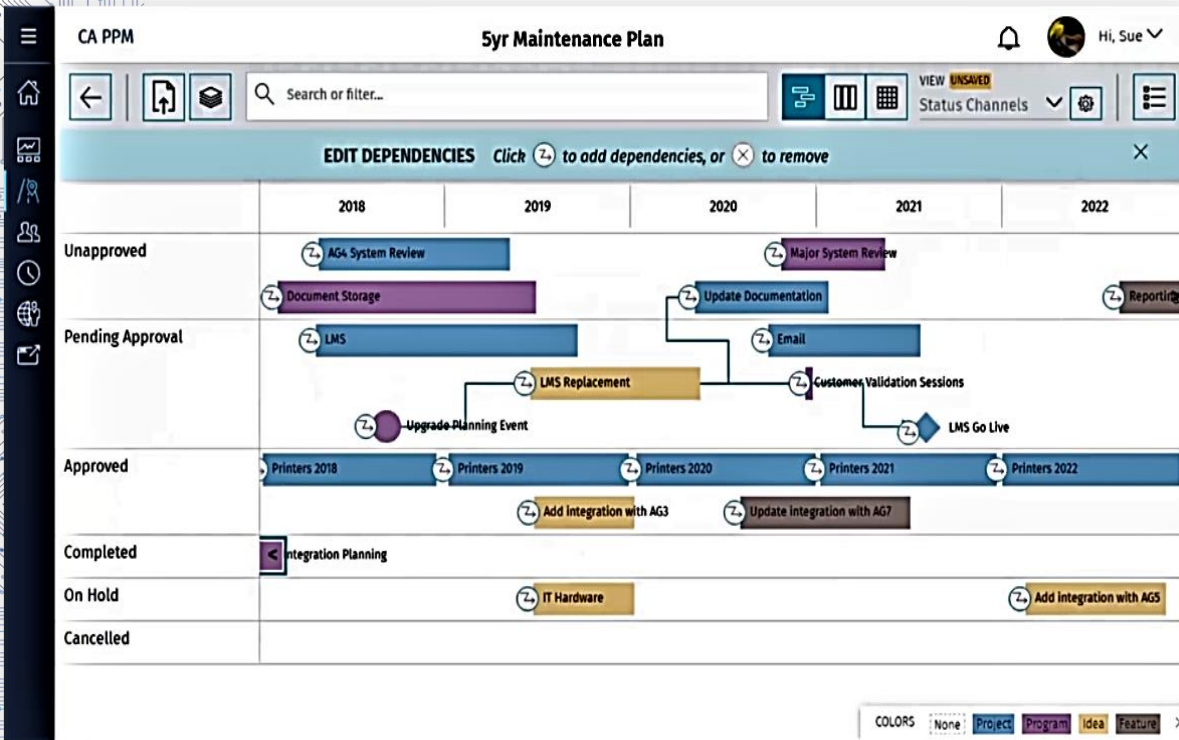 CA PPM
5yr Maintenance Plan
Hi, Sue
Search or filter...
VIEW UNSAVED
Status Channels
EDIT DEPENDENCIES Click to add dependencies, or to remove
2018 2019 2020 2021 2022
Unapproved
AG4 System Review
Major System Review
Document Storage
Update Documentation
Pending Approval
LMS
Email
LMS Replacement
Customer Validation Sessions
Upgrade Planning Event
LMS Go Live
Approved
Printers 2018
Printers 2019
Printers 2020
Printers 2021
Printers 2022
Add integration with AG3
Update integration with AG7
Completed
ntegration Planning
On Hold
IT Hardware
Add integration with AG5
Cancelled
COLORS None Project Program Idea Feature